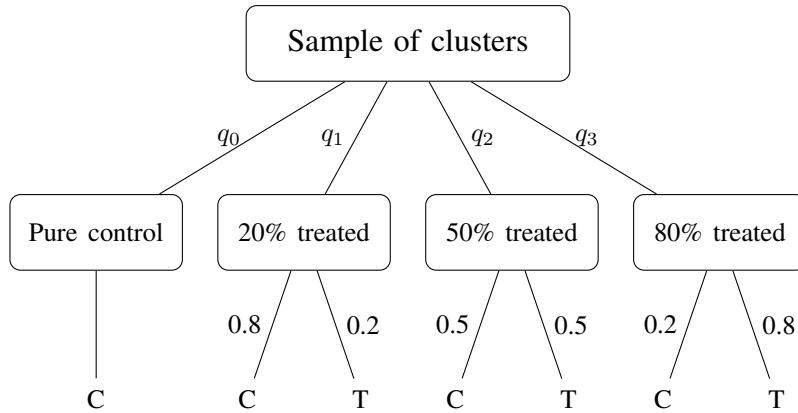 Sample of clusters
q0 q1 q2 q3
Pure control 20% treated 50% treated 80% treated
0.8 0.2 0.5 0.5 0.2 0.8
C C T C T C T